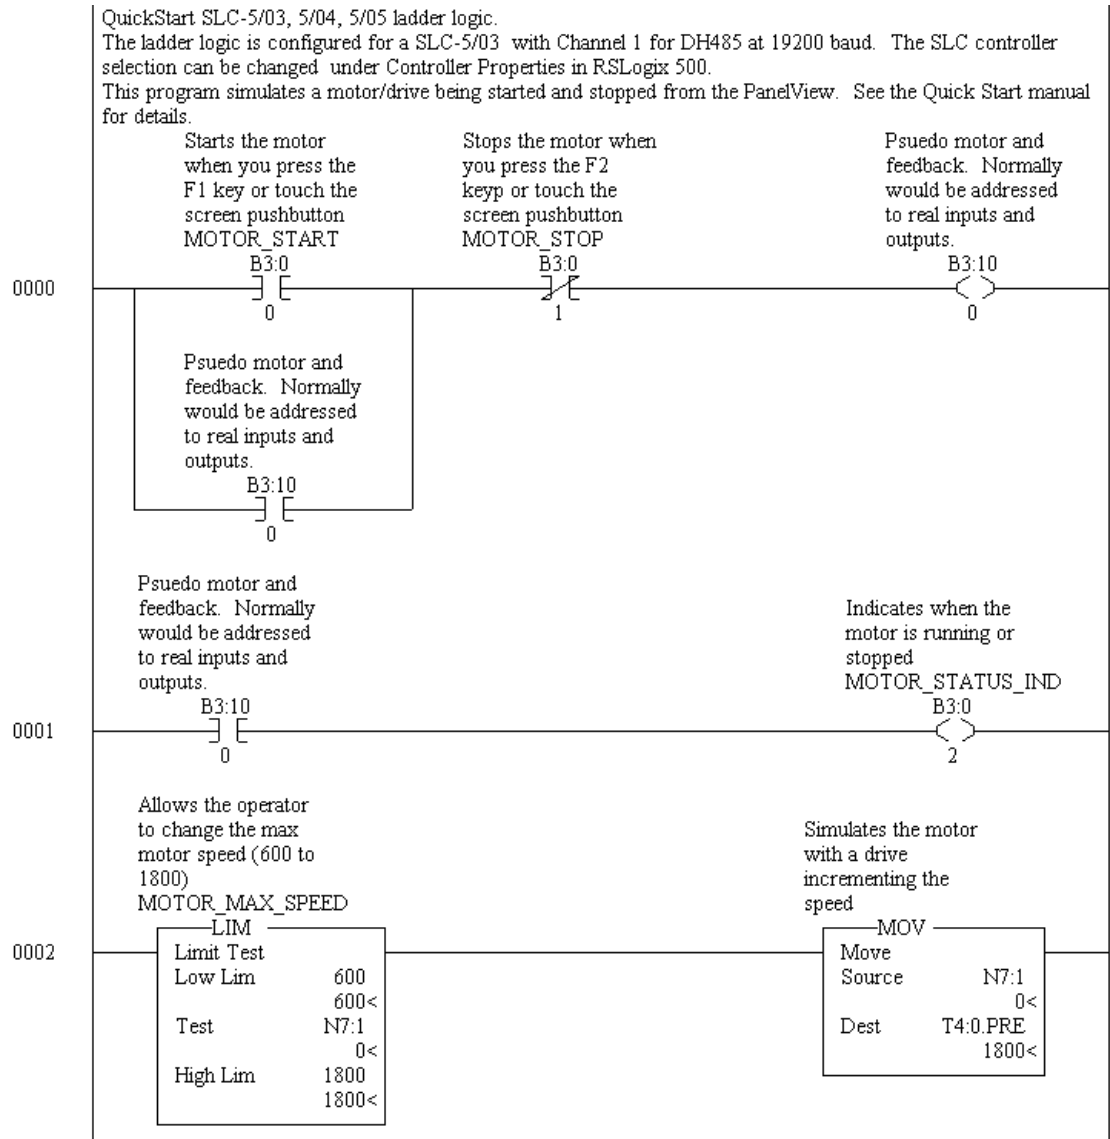 QuickStart SLC-5/03, 5/04, 5/05 ladder logic.
The ladder logic is configured for a SLC-5/03 with Channel 1 for DH485 at 19200 baud. The SLC controller
selection can be changed under Controller Properties in RSLogix 500.
This program simulates a motor/drive being started and stopped from the PanelView. See the Quick Start manual
for details.
Starts the motor
when you press the
F1 key or touch the
screen pushbutton
MOTOR_START
B3:0
0
Stops the motor when
you press the F2
keyp or touch the
screen pushbutton
MOTOR_STOP
B3:0
1
Psuedo motor and
feedback. Normally
would be addressed
to real inputs and
outputs.
B3:10
0
0000
Psuedo motor and
feedback. Normally
would be addressed
to real inputs and
outputs.
B3:10
0
Psuedo motor and
feedback. Normally
would be addressed
to real inputs and
outputs.
B3:10
0
Indicates when the
motor is running or
stopped
MOTOR_STATUS_IND
B3:0
2
0001
Allows the operator
to change the max
motor speed (600 to
1800)
MOTOR_MAX_SPEED
LIM
Limit Test
Low Lim 600
600<
Test N7:1
0<
High Lim 1800
1800<
Simulates the motor
with a drive
incrementing the
speed
MOV
Move
Source N7:1
0<
Dest T4:0.PRE
1800<
0002